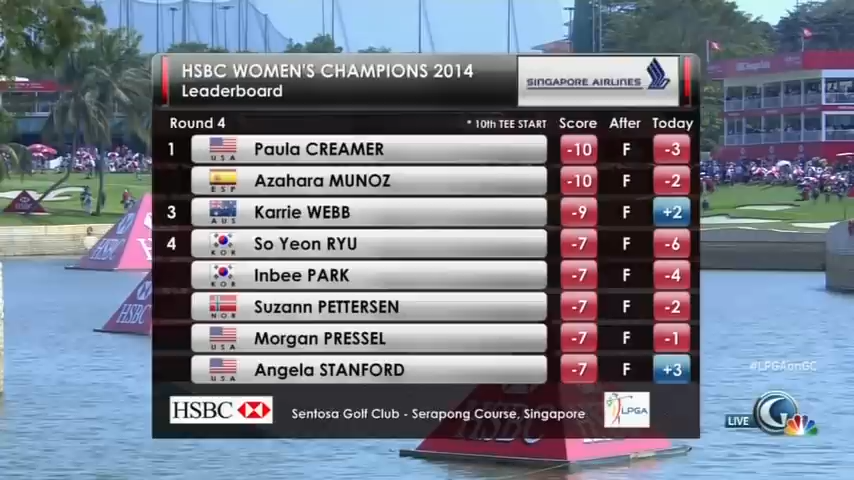 HSBC WOMEN'S CHAMPIONS 2014
Leaderboard
SINGAPORE AIRLINES
Round 4 * 10th TEE START Score After Today
1 USA Paula CREAMER -10 F -3
ESP Azahara MUNOZ -10 F -2
3 AUS Karrie WEBB -9 F +2
4 KOR So Yeon RYU -7 F -6
KOR Inbee PARK -7 F -4
NOR Suzann PETTERSEN -7 F -2
USA Morgan PRESSEL -7 F -1
USA Angela STANFORD -7 F +3
HSBC Sentosa Golf Club - Serapong Course, Singapore LPGA
#LPGAonGC
LIVE G
HSBC
HSBC
HSBC